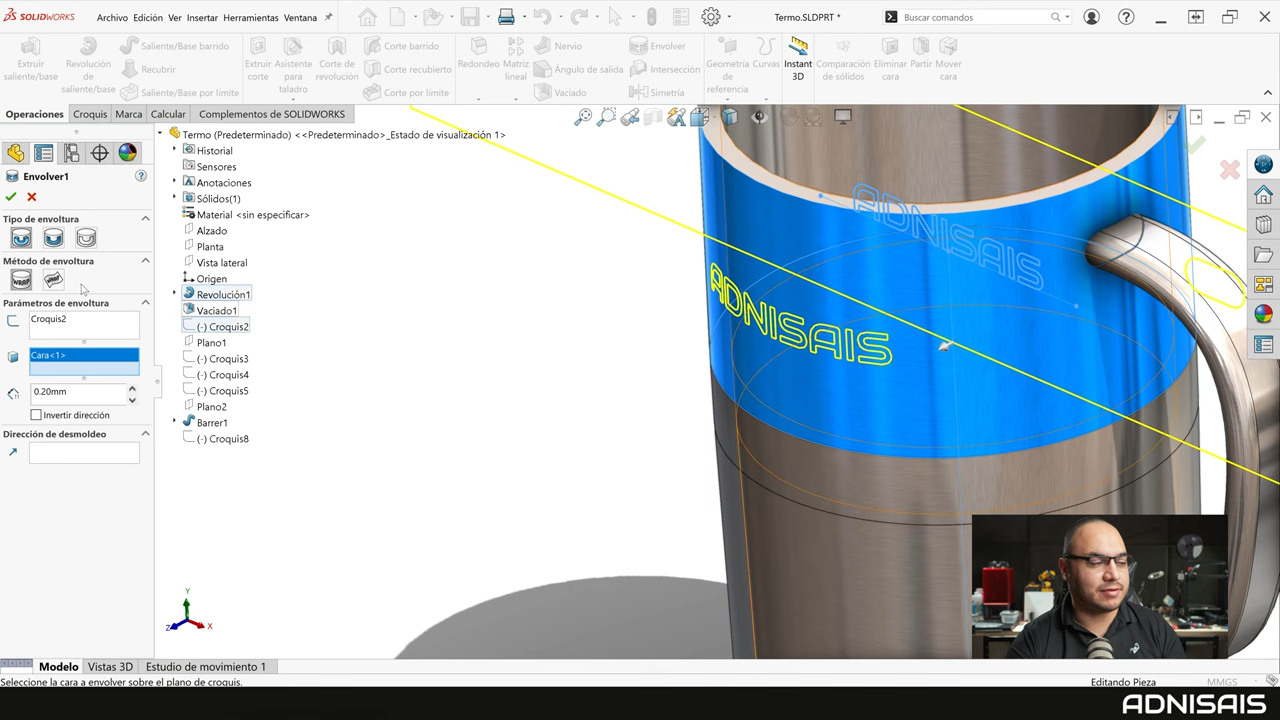 SOLIDWORKS
Archivo Edición Ver Insertar Herramientas Ventana
Termo.SLDPRT *
Buscar comandos
Extruir saliente/base
Revolución de saliente/base
Saliente/Base barrido
Recubrir
Saliente/Base por límite
Extruir corte
Asistente para taladro
Corte de revolución
Corte barrido
Corte recubierto
Corte por límite
Redondeo
Matriz lineal
Nervio
Ángulo de salida
Vaciado
Envolver
Intersección
Simetría
Geometría de referencia
Curvas
Instant 3D
Comparación de sólidos
Eliminar cara
Partir
Mover cara
Operaciones Croquis Marca Calcular Complementos de SOLIDWORKS
Envolver1
Tipo de envoltura
Método de envoltura
WRAP
Parámetros de envoltura
Croquis2
Cara<1>
0.20mm
Invertir dirección
Dirección de desmoldeo
Termo (Predeterminado) <<Predeterminado>_Estado de visualización 1>
Historial
Sensores
Anotaciones
Sólidos(1)
Material <sin especificar>
Alzado
Planta
Vista lateral
Origen
Revolución1
Vaciado1
(-) Croquis2
Plano1
(-) Croquis3
(-) Croquis4
(-) Croquis5
Plano2
Barrer1
(-) Croquis8
ADNISAIS
ADNISAIS
Y
Z
X
Modelo Vistas 3D Estudio de movimiento 1
Seleccione la cara a envolver sobre el plano de croquis.
Editando Pieza
MMGS
ADNISAIS